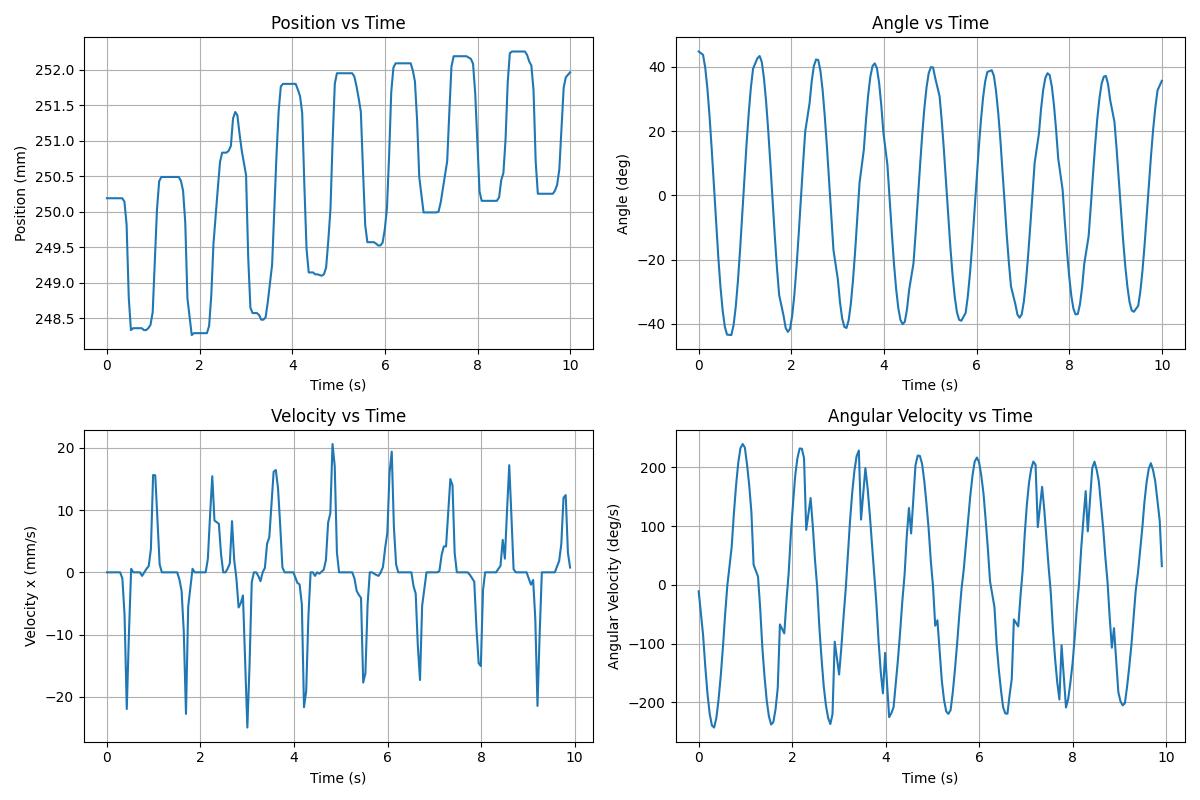 Position vs Time
Position (mm)
252.0
251.5
251.0
250.5
250.0
249.5
249.0
248.5
0 2 4 6 8 10
Time (s)
Angle vs Time
Angle (deg)
40
20
0
−20
−40
0 2 4 6 8 10
Time (s)
Velocity vs Time
Velocity x (mm/s)
20
10
0
−10
−20
0 2 4 6 8 10
Time (s)
Angular Velocity vs Time
Angular Velocity (deg/s)
200
100
0
−100
−200
0 2 4 6 8 10
Time (s)